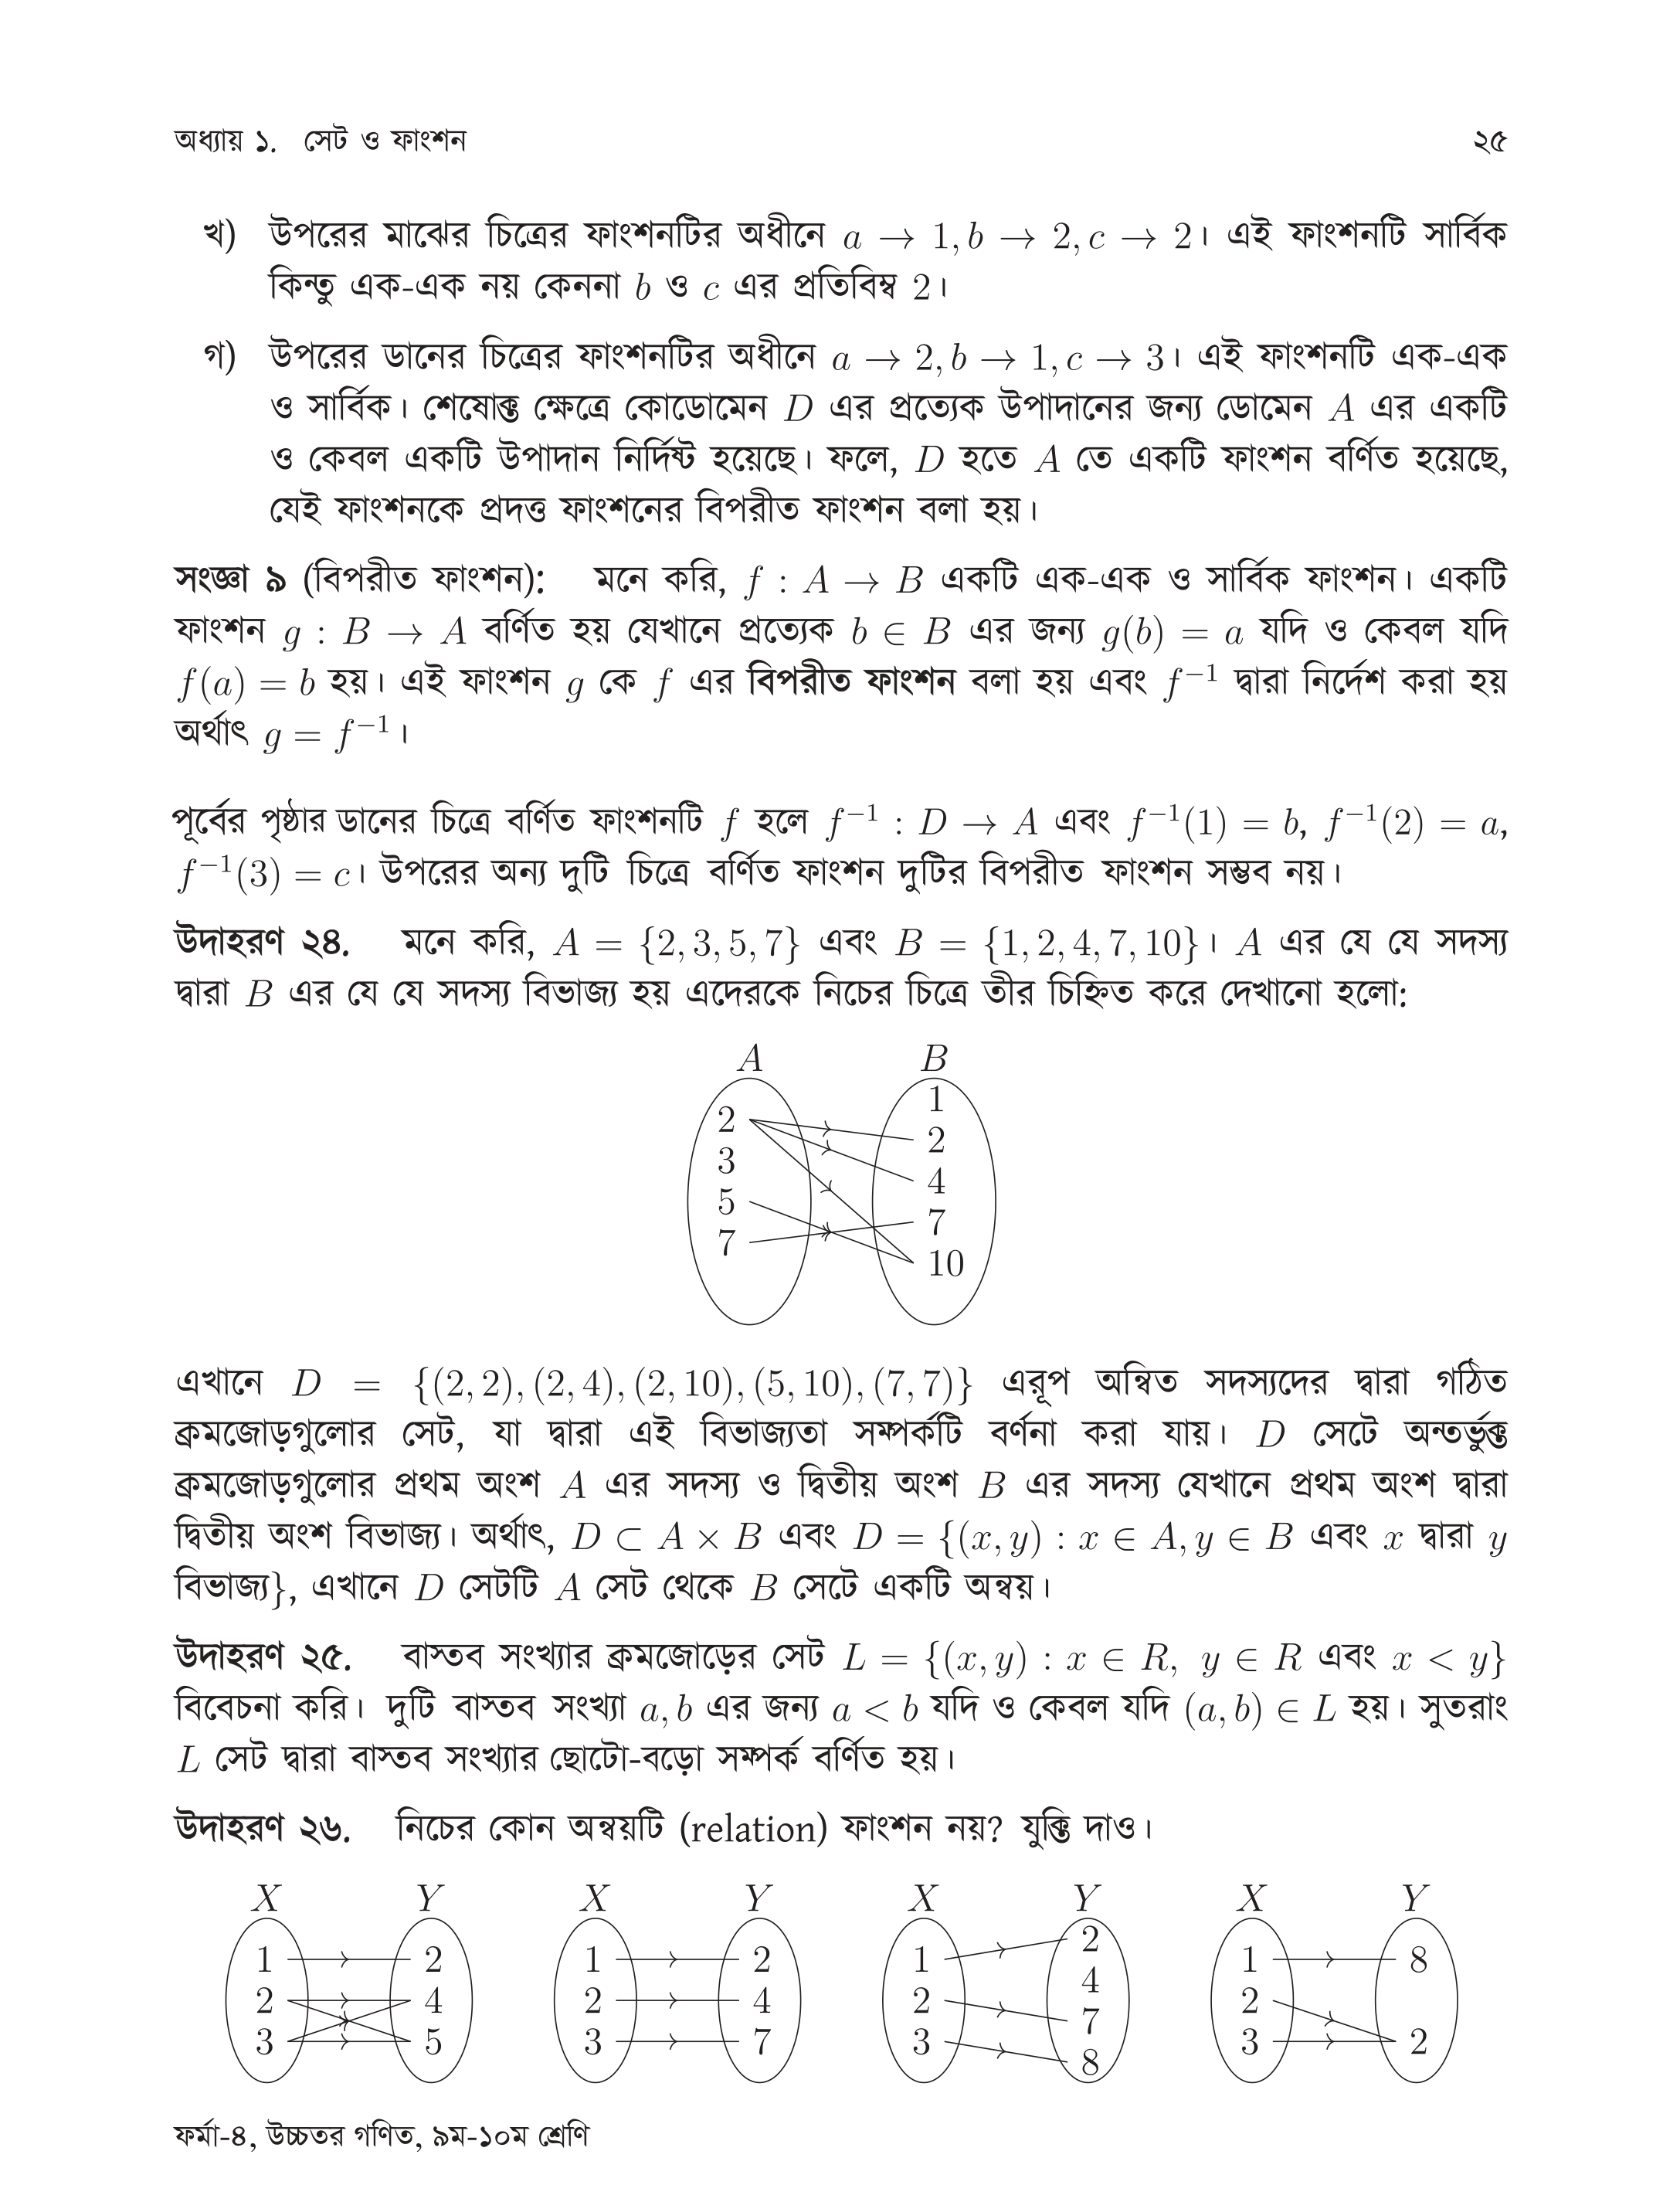 অধ্যায় ১. সেট ও ফাংশন ২৫
খ) উপরের মাঝের চিত্রের ফাংশনটির অধীনে a → 1, b → 2, c → 2। এই ফাংশনটি সার্বিক
কিন্তু এক-এক নয় কেননা b ও c এর প্রতিবিম্ব 2।
গ) উপরের ডানের চিত্রের ফাংশনটির অধীনে a → 2, b → 1, c → 3। এই ফাংশনটি এক-এক
ও সার্বিক। শেষোক্ত ক্ষেত্রে কোডোমেন D এর প্রত্যেক উপাদানের জন্য ডোমেন A এর একটি
ও কেবল একটি উপাদান নির্দিষ্ট হয়েছে। ফলে, D হতে A তে একটি ফাংশন বর্ণিত হয়েছে,
যেই ফাংশনকে প্রদত্ত ফাংশনের বিপরীত ফাংশন বলা হয়।
সংজ্ঞা ৯ (বিপরীত ফাংশন): মনে করি, f : A → B একটি এক-এক ও সার্বিক ফাংশন। একটি
ফাংশন g : B → A বর্ণিত হয় যেখানে প্রত্যেক b ∈ B এর জন্য g(b) = a যদি ও কেবল যদি
f(a) = b হয়। এই ফাংশন g কে f এর বিপরীত ফাংশন বলা হয় এবং f⁻¹ দ্বারা নির্দেশ করা হয়
অর্থাৎ g = f⁻¹।
পূর্বের পৃষ্ঠার ডানের চিত্রে বর্ণিত ফাংশনটি f হলে f⁻¹ : D → A এবং f⁻¹(1) = b, f⁻¹(2) = a,
f⁻¹(3) = c। উপরের অন্য দুটি চিত্রে বর্ণিত ফাংশন দুটির বিপরীত ফাংশন সম্ভব নয়।
উদাহরণ ২৪. মনে করি, A = {2, 3, 5, 7} এবং B = {1, 2, 4, 7, 10}। A এর যে যে সদস্য
দ্বারা B এর যে যে সদস্য বিভাজ্য হয় এদেরকে নিচের চিত্রে তীর চিহ্নিত করে দেখানো হলো:
A B
1
2
2
3
4
5
7
7
10
এখানে D = {(2, 2), (2, 4), (2, 10), (5, 10), (7, 7)} এরূপ অন্বিত সদস্যদের দ্বারা গঠিত
ক্রমজোড়গুলোর সেট, যা দ্বারা এই বিভাজ্যতা সম্পর্কটি বর্ণনা করা যায়। D সেটে অন্তর্ভুক্ত
ক্রমজোড়গুলোর প্রথম অংশ A এর সদস্য ও দ্বিতীয় অংশ B এর সদস্য যেখানে প্রথম অংশ দ্বারা
দ্বিতীয় অংশ বিভাজ্য। অর্থাৎ, D ⊂ A × B এবং D = {(x, y) : x ∈ A, y ∈ B এবং x দ্বারা y
বিভাজ্য}, এখানে D সেটটি A সেট থেকে B সেটে একটি অন্বয়।
উদাহরণ ২৫. বাস্তব সংখ্যার ক্রমজোড়ের সেট L = {(x, y) : x ∈ R, y ∈ R এবং x < y}
বিবেচনা করি। দুটি বাস্তব সংখ্যা a, b এর জন্য a < b যদি ও কেবল যদি (a, b) ∈ L হয়। সুতরাং
L সেট দ্বারা বাস্তব সংখ্যার ছোটো-বড়ো সম্পর্ক বর্ণিত হয়।
উদাহরণ ২৬. নিচের কোন অন্বয়টি (relation) ফাংশন নয়? যুক্তি দাও।
X Y X Y X Y X Y
1 2 1 2 1 2 1 8
2 4 2 4 2 4 2
3 5 3 7 3 7 3 2
8
ফর্মা-৪, উচ্চতর গণিত, ৯ম-১০ম শ্রেণি